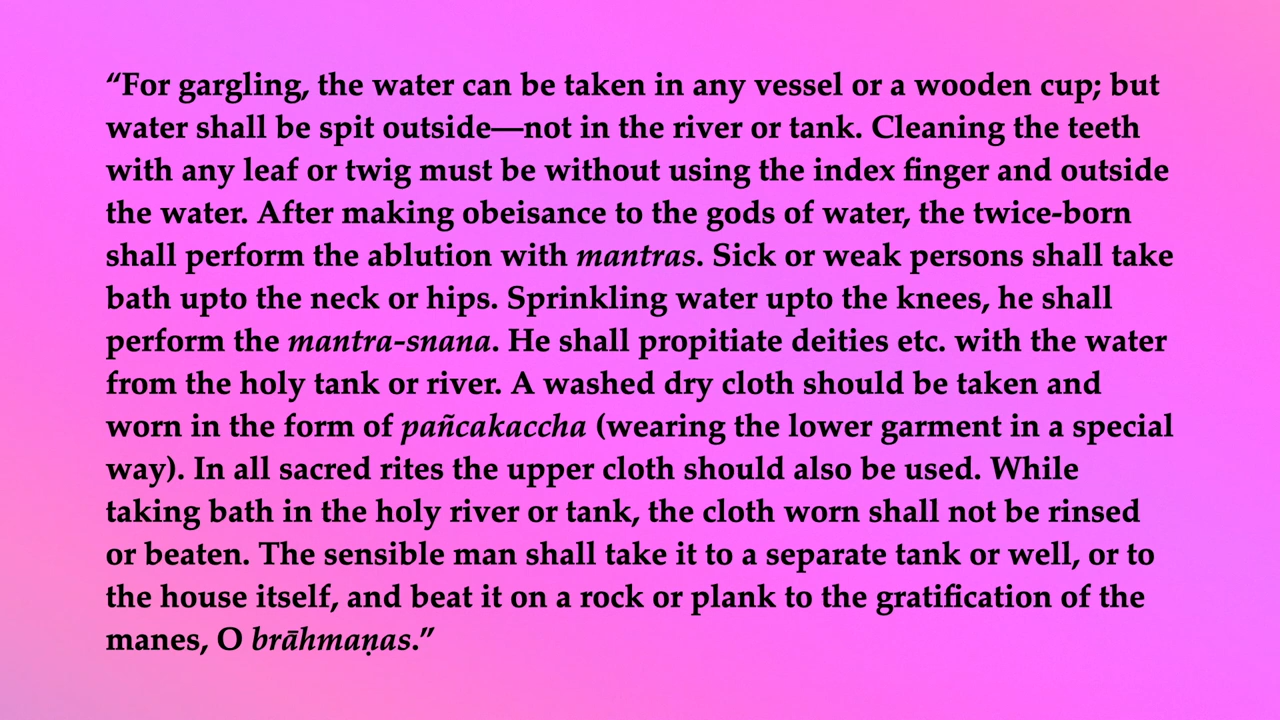 “For gargling, the water can be taken in any vessel or a wooden cup; but
water shall be spit outside—not in the river or tank. Cleaning the teeth
with any leaf or twig must be without using the index finger and outside
the water. After making obeisance to the gods of water, the twice-born
shall perform the ablution with mantras. Sick or weak persons shall take
bath upto the neck or hips. Sprinkling water upto the knees, he shall
perform the mantra-snana. He shall propitiate deities etc. with the water
from the holy tank or river. A washed dry cloth should be taken and
worn in the form of pañcakaccha (wearing the lower garment in a special
way). In all sacred rites the upper cloth should also be used. While
taking bath in the holy river or tank, the cloth worn shall not be rinsed
or beaten. The sensible man shall take it to a separate tank or well, or to
the house itself, and beat it on a rock or plank to the gratification of the
manes, O brāhmaṇas.”